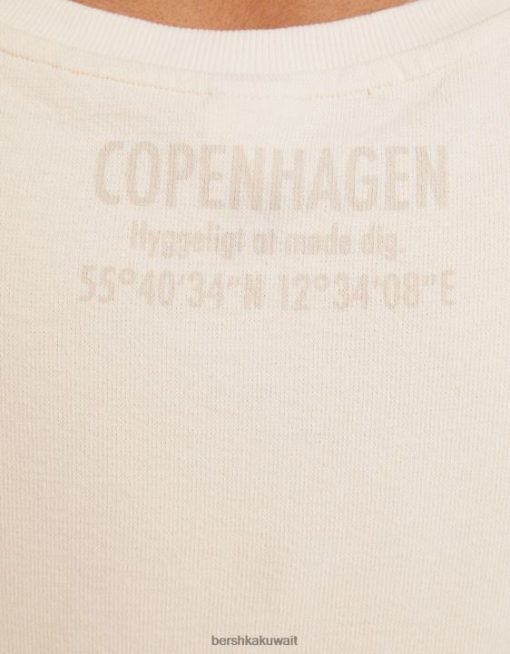 COPENHAGEN
Hyggeligt at møde dig.
55°40'34"N 12°34'08"E
bershkakuwait